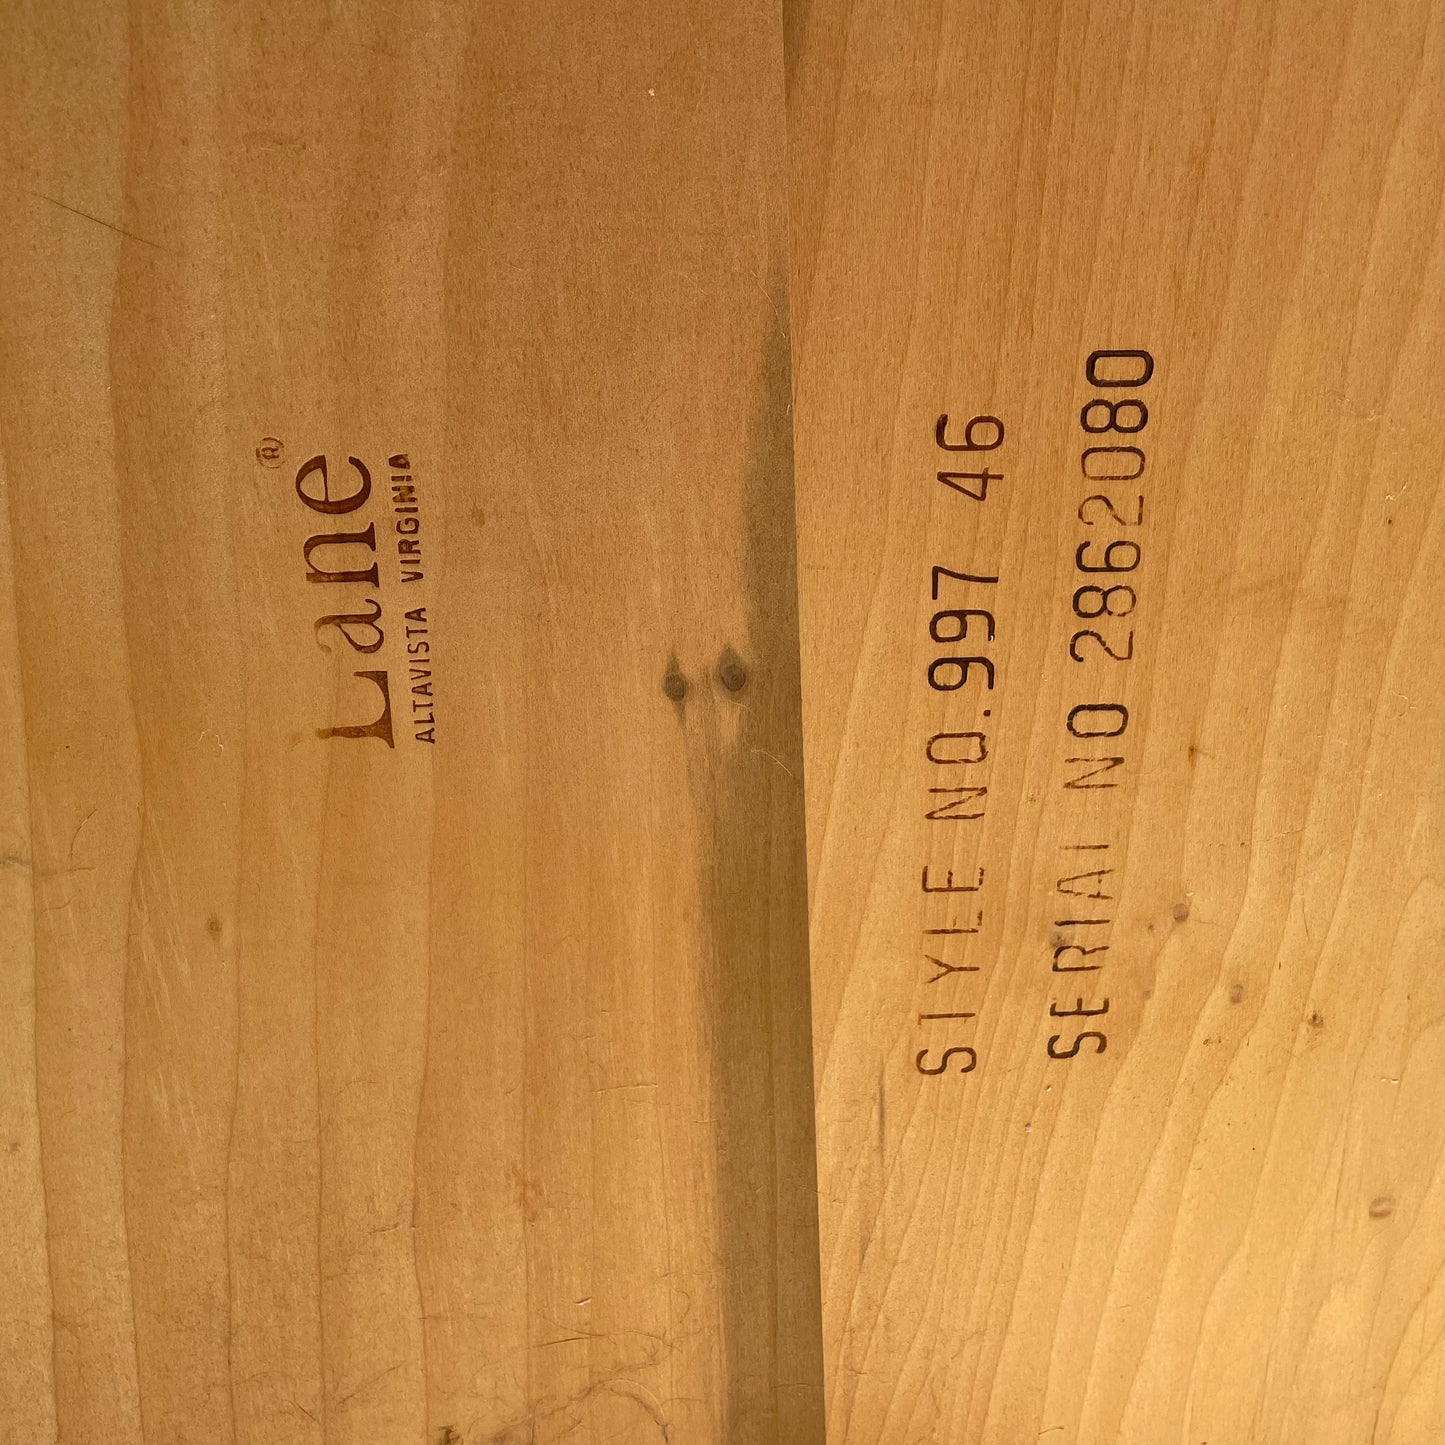 Lane®
ALTAVISTA VIRGINIA
STYLE NO. 997 46
SERIAL NO 2862080